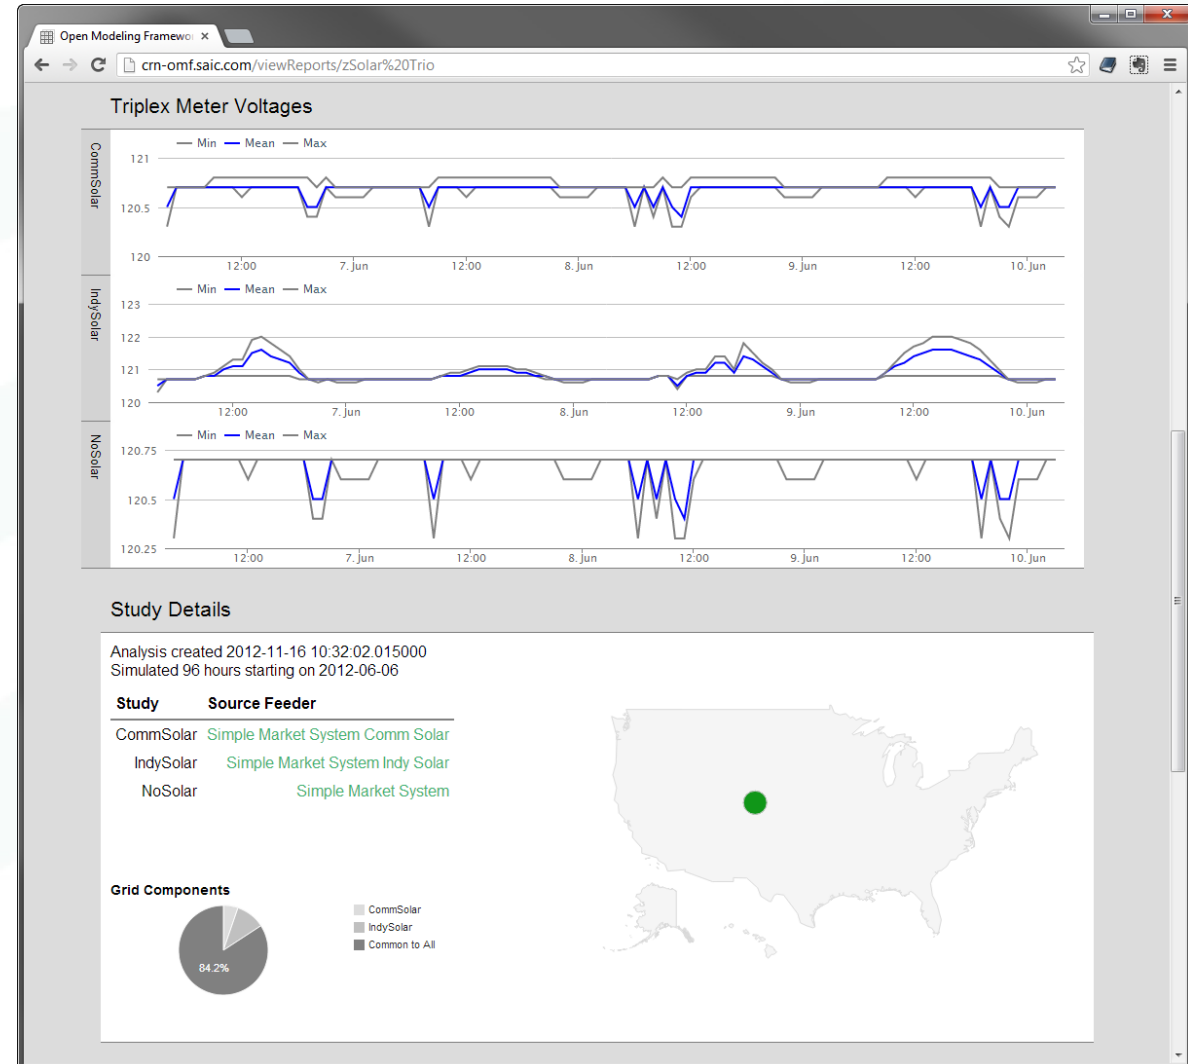 Open Modeling Framewo
crn-omf.saic.com/viewReports/zSolar%20Trio
Triplex Meter Voltages
CommSolar
Min Mean Max
121
120.5
120
12:00 7. Jun 12:00 8. Jun 12:00 9. Jun 12:00 10. Jun
IndySolar
Min Mean Max
123
122
121
120
12:00 7. Jun 12:00 8. Jun 12:00 9. Jun 12:00 10. Jun
NoSolar
Min Mean Max
120.75
120.5
120.25
12:00 7. Jun 12:00 8. Jun 12:00 9. Jun 12:00 10. Jun
Study Details
Analysis created 2012-11-16 10:32:02.015000
Simulated 96 hours starting on 2012-06-06
Study Source Feeder
CommSolar Simple Market System Comm Solar
IndySolar Simple Market System Indy Solar
NoSolar Simple Market System
Grid Components
CommSolar
IndySolar
Common to All
84.2%